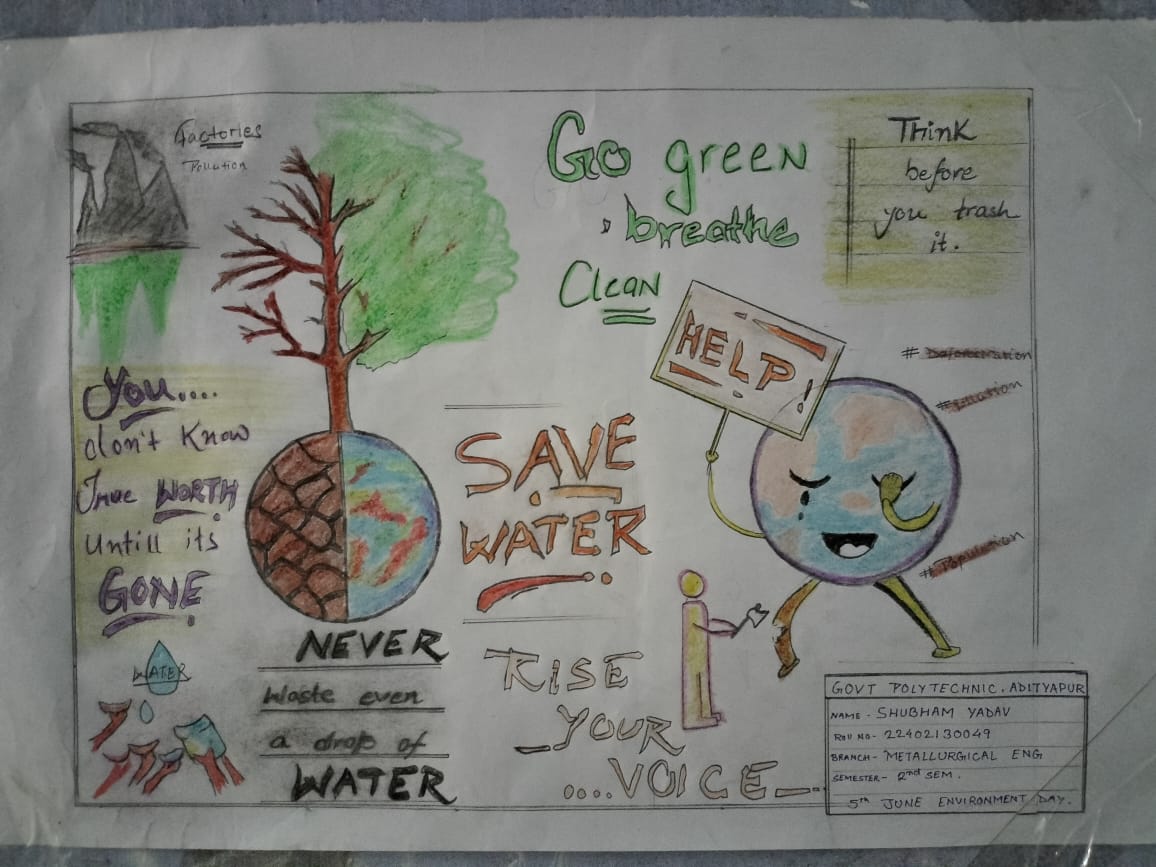 Factories
Pollution
Go green
breathe
Clean
Think
before
you trash
it.
HELP!
# Deforestration
# Pollution
# Population
You....
don't Know
True WORTH
Untill its
GONE
SAVE
WATER
WATER
NEVER
Waste even
a drop of
WATER
RISE
YOUR
....VOICE
GOVT POLYTECHNIC, ADITYAPUR
NAME - SHUBHAM YADAV
Roll NO- 22402130049
BRANCH- METALLURGICAL ENG
SEMESTER- 2nd SEM.
5th JUNE ENVIRONMENT DAY.